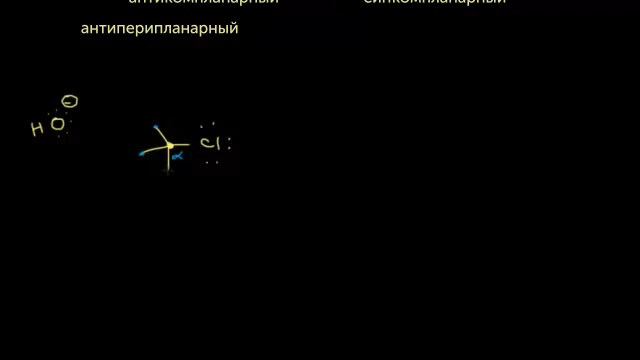 антикомпланарный синкомпланарный
антиперипланарный
⊖
H O Cl
α